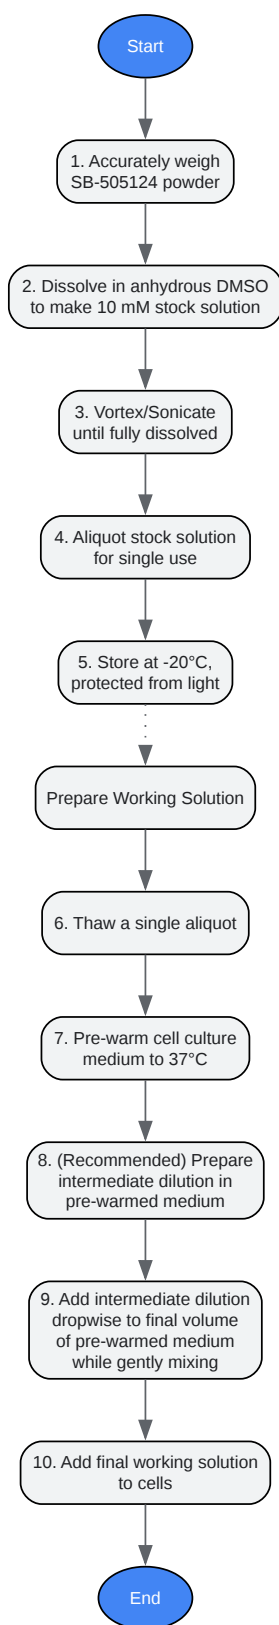 Start
1. Accurately weigh
SB-505124 powder
2. Dissolve in anhydrous DMSO
to make 10 mM stock solution
3. Vortex/Sonicate
until fully dissolved
4. Aliquot stock solution
for single use
5. Store at -20°C,
protected from light
Prepare Working Solution
6. Thaw a single aliquot
7. Pre-warm cell culture
medium to 37°C
8. (Recommended) Prepare
intermediate dilution in
pre-warmed medium
9. Add intermediate dilution
dropwise to final volume
of pre-warmed medium
while gently mixing
10. Add final working solution
to cells
End